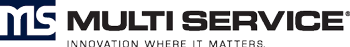 ms MULTI SERVICE®
INNOVATION WHERE IT MATTERS.